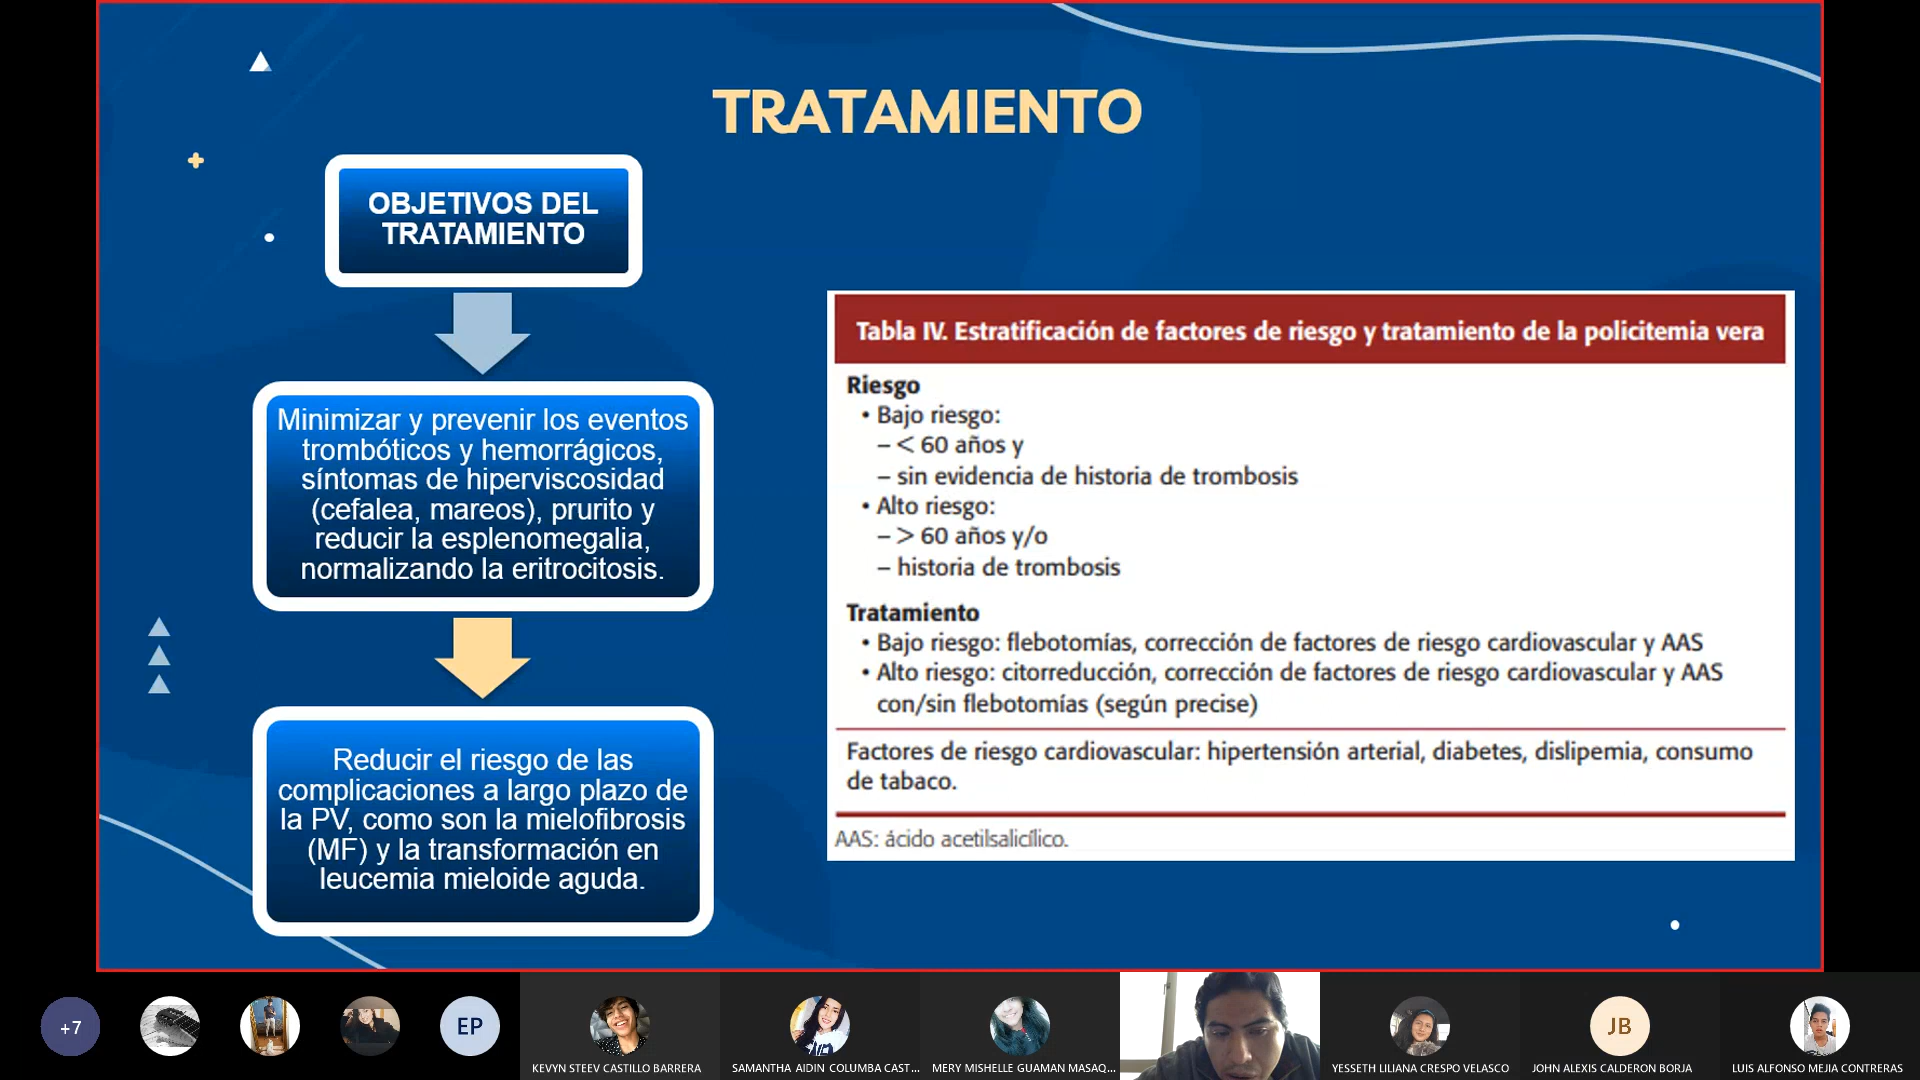 TRATAMIENTO
OBJETIVOS DEL
TRATAMIENTO
Minimizar y prevenir los eventos
trombóticos y hemorrágicos,
síntomas de hiperviscosidad
(cefalea, mareos), prurito y
reducir la esplenomegalia,
normalizando la eritrocitosis.
Reducir el riesgo de las
complicaciones a largo plazo de
la PV, como son la mielofibrosis
(MF) y la transformación en
leucemia mieloide aguda.
Tabla IV. Estratificación de factores de riesgo y tratamiento de la policitemia vera
Riesgo
• Bajo riesgo:
– < 60 años y
– sin evidencia de historia de trombosis
• Alto riesgo:
– > 60 años y/o
– historia de trombosis
Tratamiento
• Bajo riesgo: flebotomías, corrección de factores de riesgo cardiovascular y AAS
• Alto riesgo: citorreducción, corrección de factores de riesgo cardiovascular y AAS
con/sin flebotomías (según precise)
Factores de riesgo cardiovascular: hipertensión arterial, diabetes, dislipemia, consumo
de tabaco.
AAS: ácido acetilsalicílico.
+7
EP
KEVYN STEEV CASTILLO BARRERA
SAMANTHA AIDIN COLUMBA CAST...
MERY MISHELLE GUAMAN MASAQ...
YESSETH LILIANA CRESPO VELASCO
JB
JOHN ALEXIS CALDERON BORJA
LUIS ALFONSO MEJIA CONTRERAS